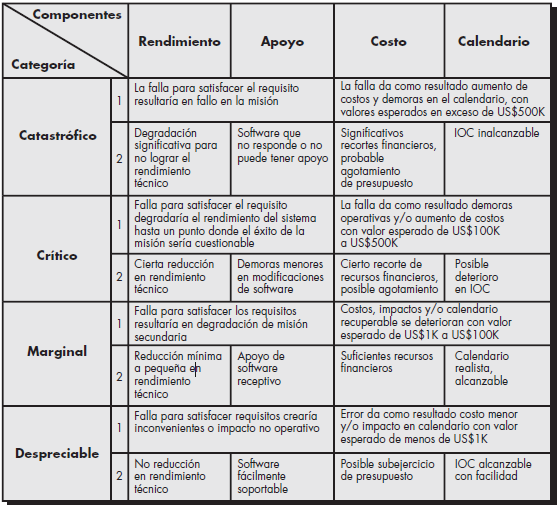 Componentes
Categoría
Rendimiento
Apoyo
Costo
Calendario
Catastrófico
1
La falla para satisfacer el requisito
resultaría en fallo en la misión
La falla da como resultado aumento de
costos y demoras en el calendario, con
valores esperados en exceso de US$500K
2
Degradación
significativa para
no lograr el
rendimiento
técnico
Software que
no responde o no
puede tener apoyo
Significativos
recortes financieros,
probable
agotamiento
de presupuesto
IOC inalcanzable
Crítico
1
Falla para satisfacer el requisito
degradaría el rendimiento del sistema
hasta un punto donde el éxito de la
misión sería cuestionable
La falla da como resultado demoras
operativas y/o aumento de costos
con valor esperado de US$100K
a US$500K
2
Cierta reducción
en rendimiento
técnico
Demoras menores
en modificaciones
de software
Cierto recorte de
recursos financieros,
posible agotamiento
Posible
deterioro
en IOC
Marginal
1
Falla para satisfacer los requisitos
resultaría en degradación de misión
secundaria
Costos, impactos y/o calendario
recuperable se deterioran con valor
esperado de US$1K a US$100K
2
Reducción mínima
a pequeña en
rendimiento
técnico
Apoyo de
software
receptivo
Suficientes recursos
financieros
Calendario
realista,
alcanzable
Despreciable
1
Falla para satisfacer requisitos crearía
inconvenientes o impacto no operativo
Error da como resultado costo menor
y/o impacto en calendario con valor
esperado de menos de US$1K
2
No reducción
en rendimiento
técnico
Software
fácilmente
soportable
Posible subejercicio
de presupuesto
IOC alcanzable
con facilidad